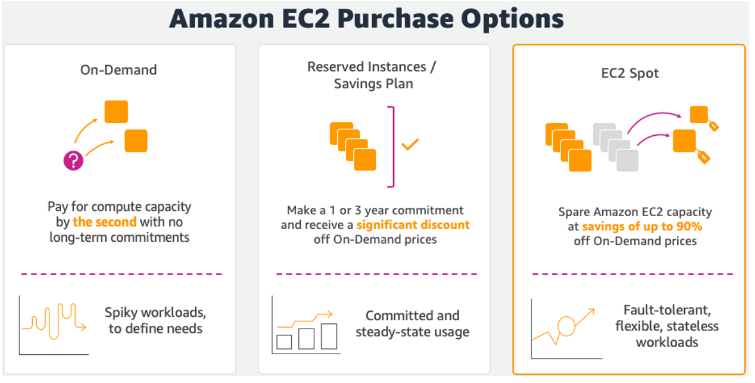 Amazon EC2 Purchase Options
On-Demand
?
Pay for compute capacity
by the second with no
long-term commitments
Spiky workloads,
to define needs
Reserved Instances /
Savings Plan
Make a 1 or 3 year commitment
and receive a significant discount
off On-Demand prices
Committed and
steady-state usage
EC2 Spot
Spare Amazon EC2 capacity
at savings of up to 90%
off On-Demand prices
Fault-tolerant,
flexible, stateless
workloads